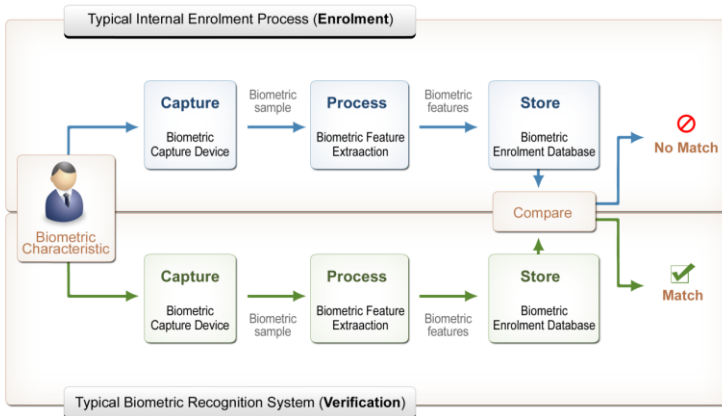 Typical Internal Enrolment Process (Enrolment)
Capture
Biometric
Capture Device
Biometric
sample
Process
Biometric Feature
Extraaction
Biometric
features
Store
Biometric
Enrolment Database
No Match
Biometric
Characteristic
Compare
Capture
Biometric
Capture Device
Biometric
sample
Process
Biometric Feature
Extraaction
Biometric
features
Store
Biometric
Enrolment Database
Match
Typical Biometric Recognition System (Verification)